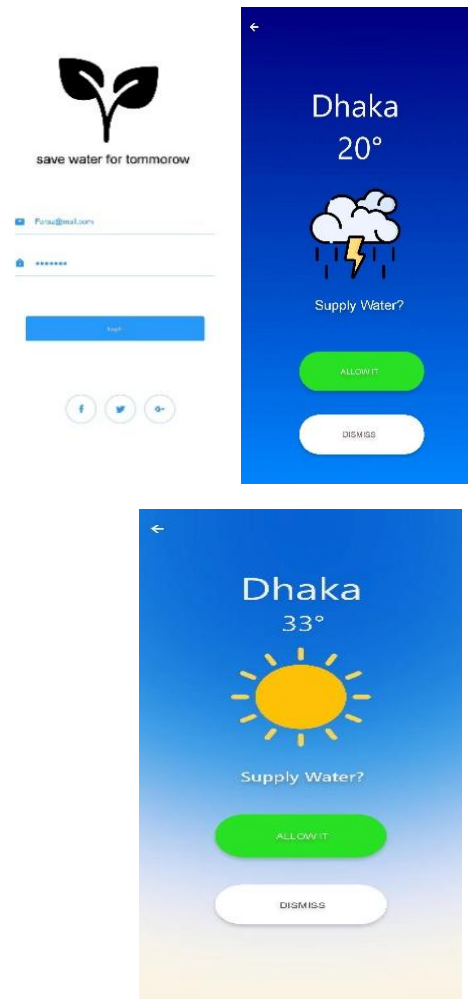 save water for tommorow
•••••••
f
G+
Dhaka
20°
Supply Water?
ALLOW IT
DISMISS
Dhaka
33°
Supply Water?
ALLOW IT
DISMISS